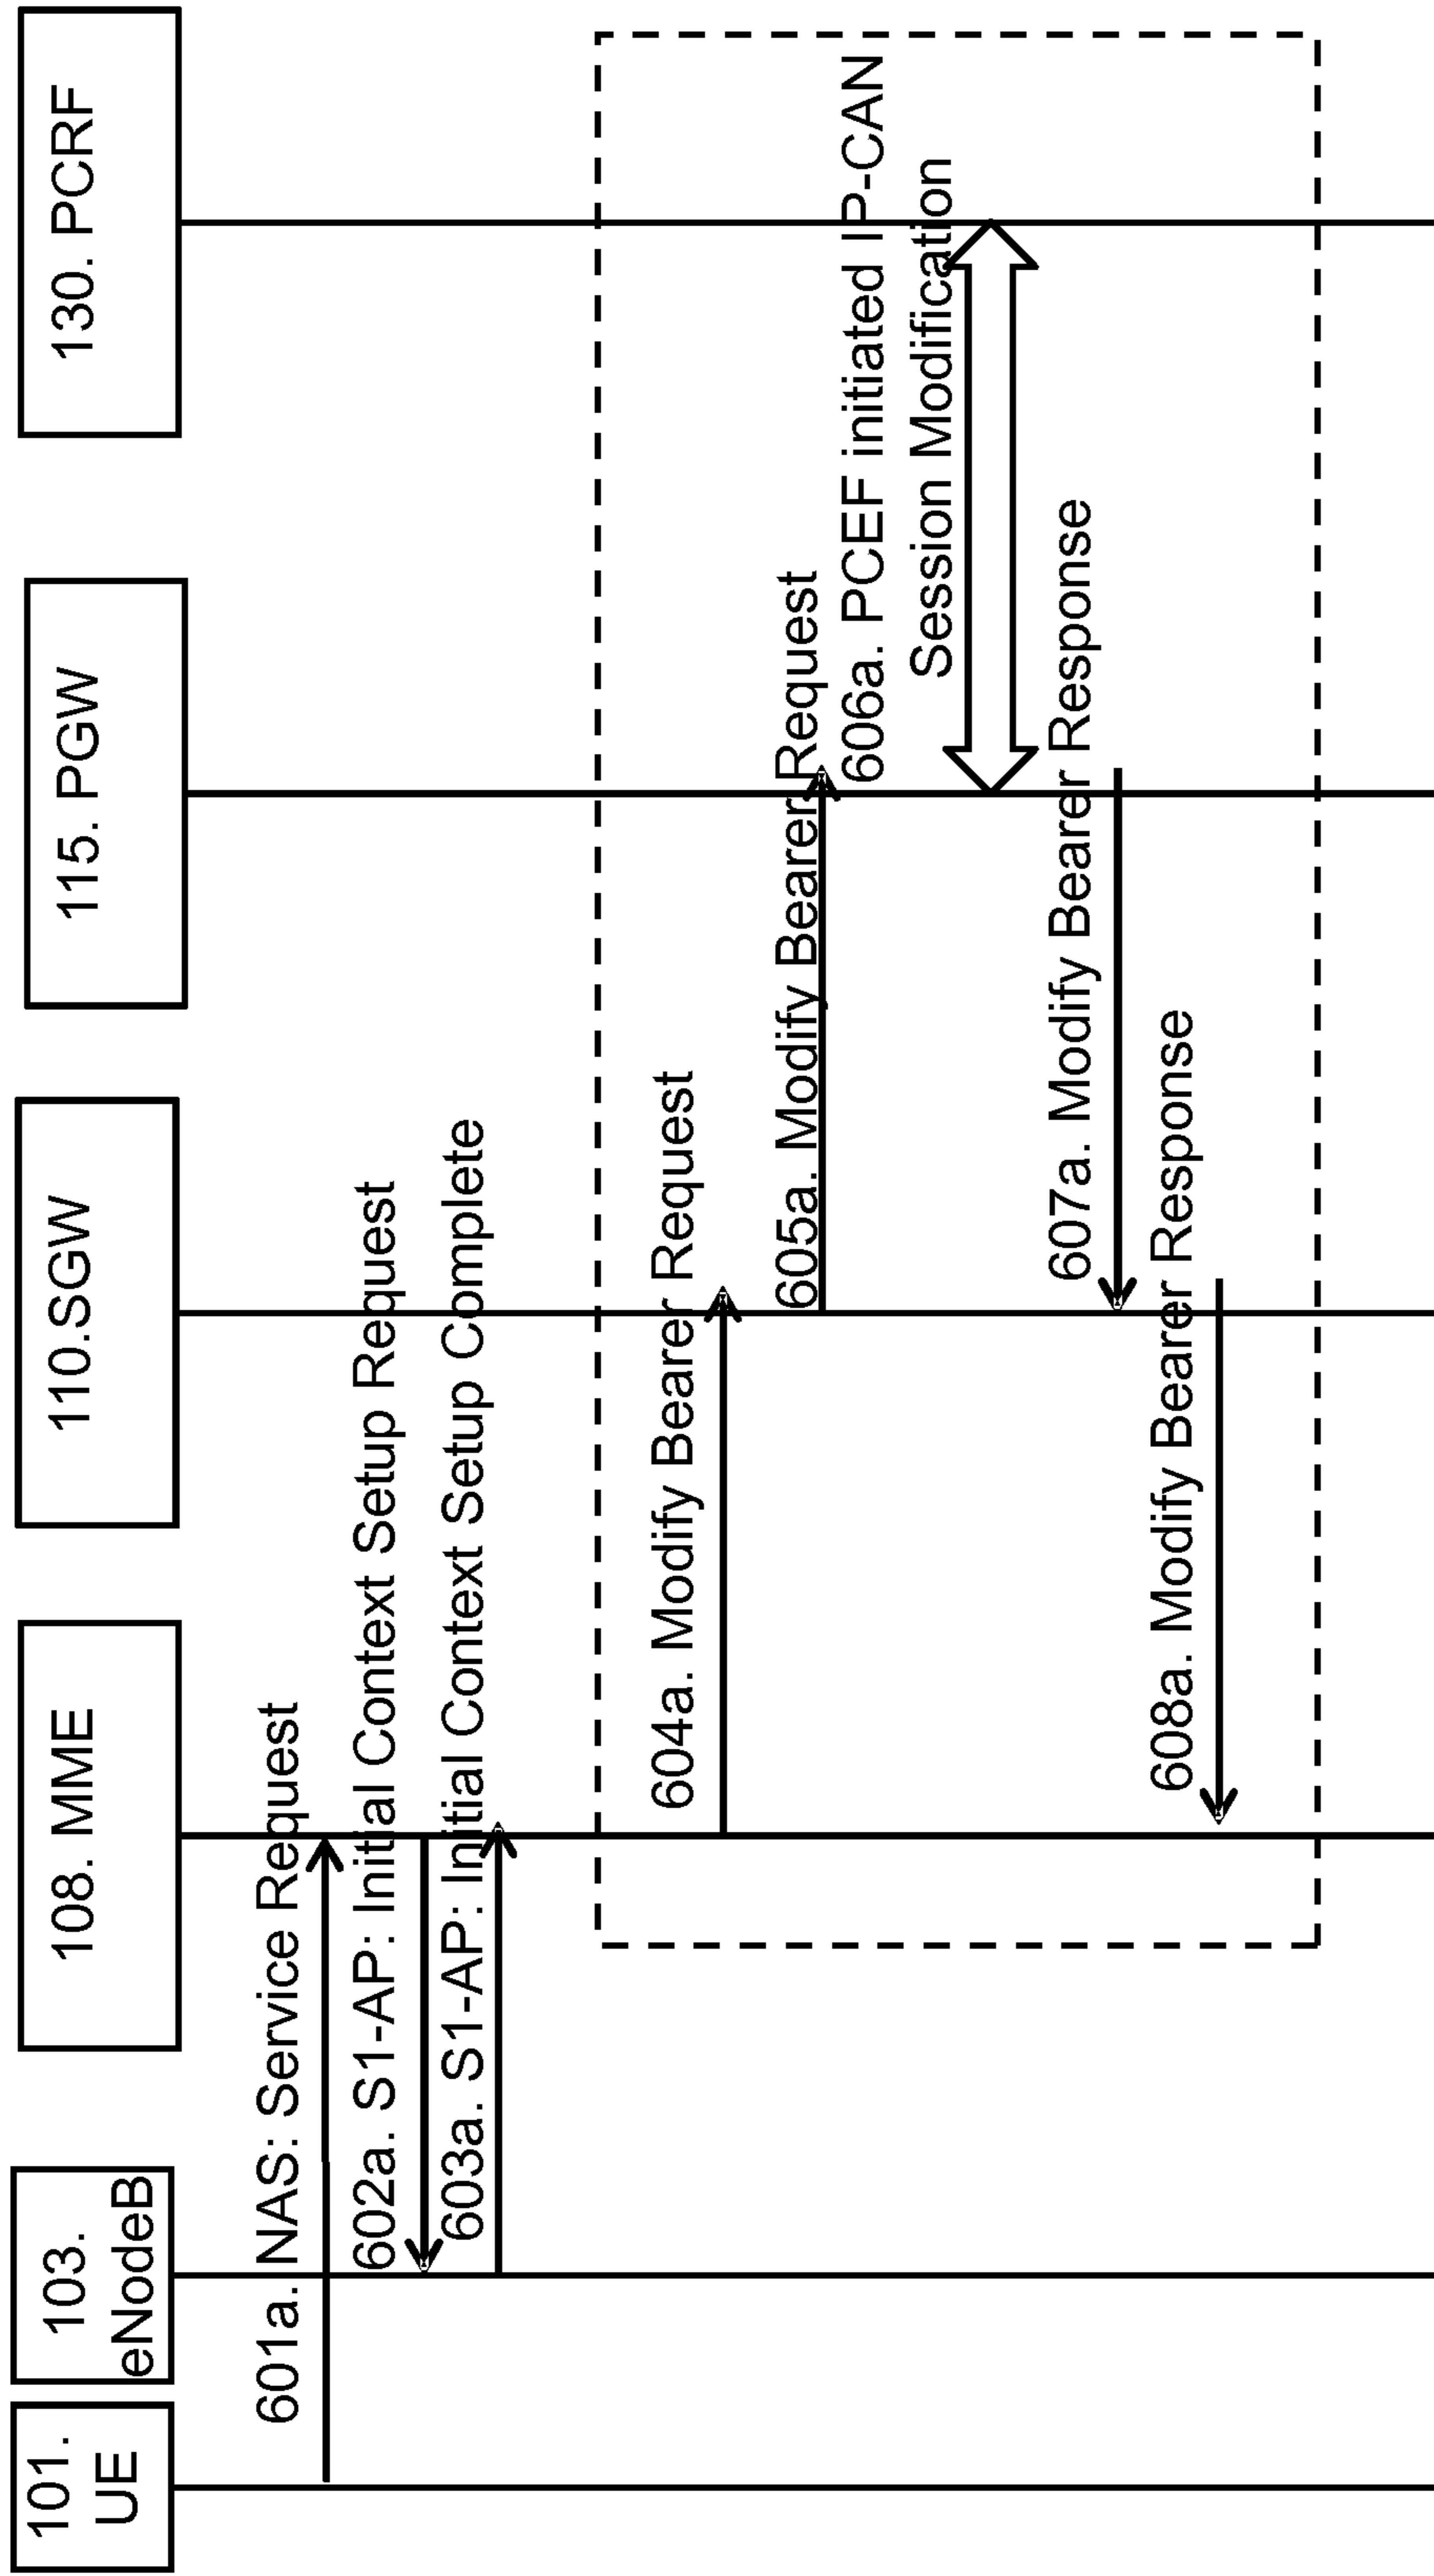 101.
UE
103.
eNodeB
108. MME
110.SGW
115. PGW
130. PCRF
601a. NAS: Service Request
602a. S1-AP: Initial Context Setup Request
603a. S1-AP: Initial Context Setup Complete
604a. Modify Bearer Request
605a. Modify Bearer Request
606a. PCEF initiated IP-CAN
Session Modification
607a. Modify Bearer Response
608a. Modify Bearer Response